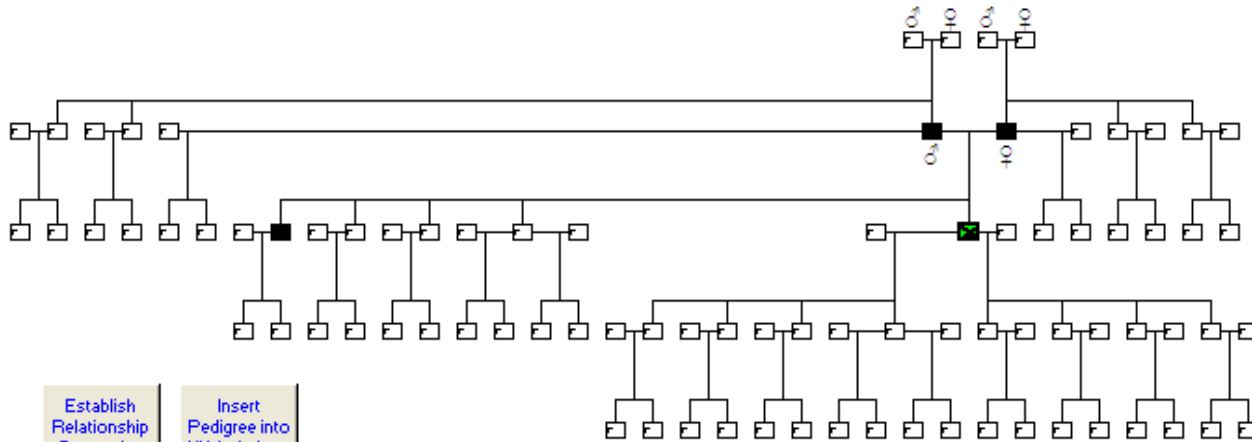 ♂ ♀ ♂ ♀
♂ ♀
Establish
Relationship
Insert
Pedigree into